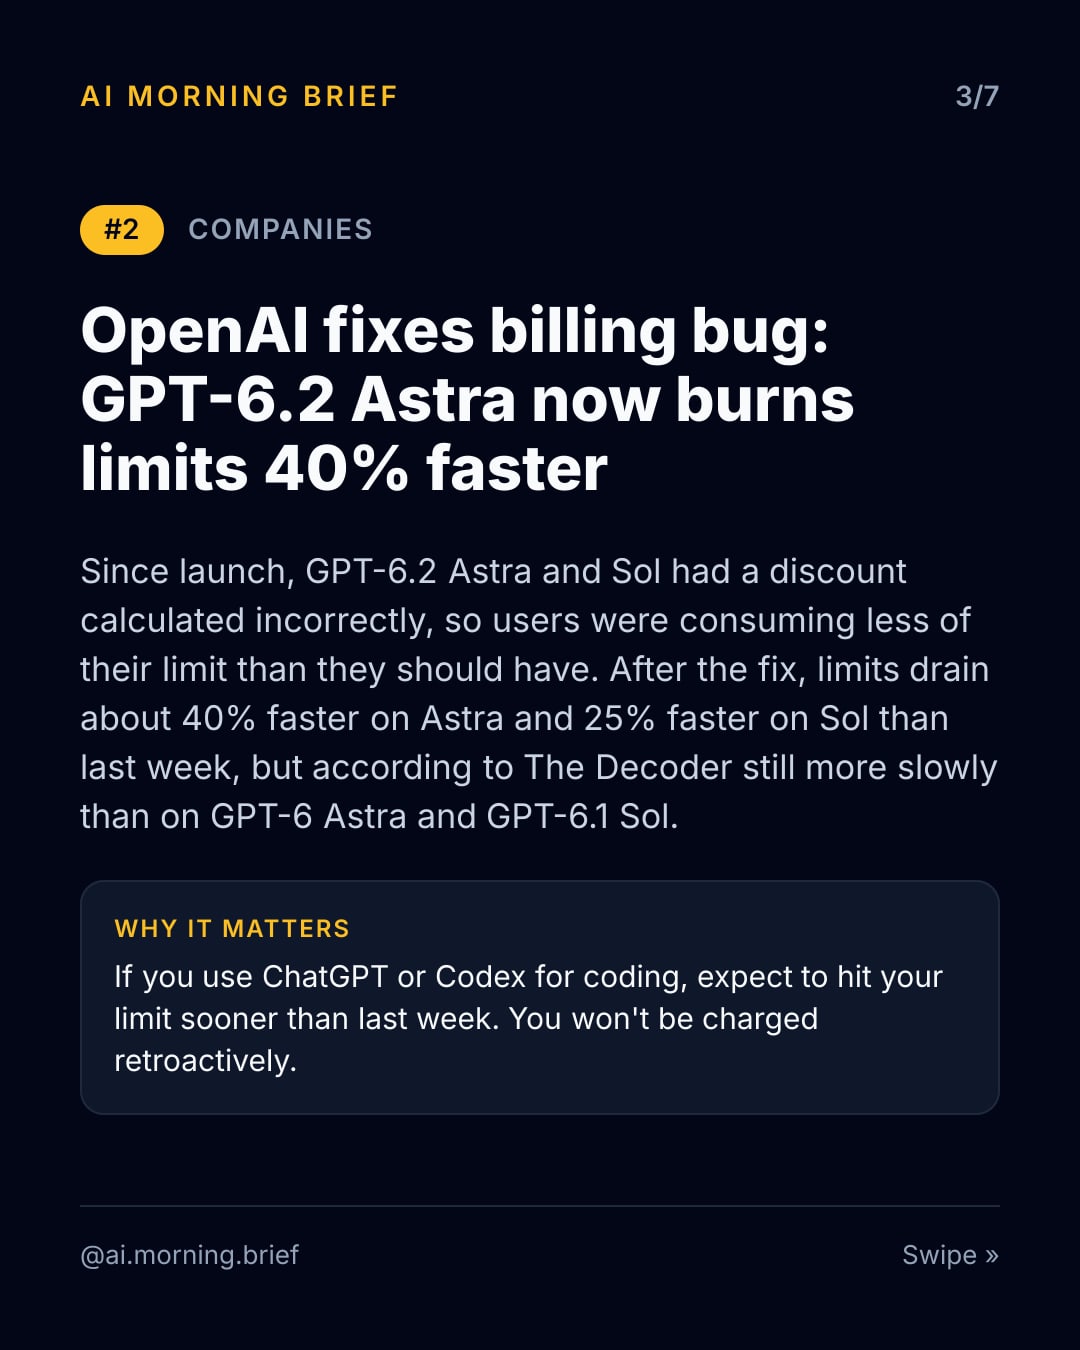 AI MORNING BRIEF
3/7
#2
COMPANIES
OpenAI fixes billing bug:
GPT-6.2 Astra now burns
limits 40% faster
Since launch, GPT-6.2 Astra and Sol had a discount
calculated incorrectly, so users were consuming less of
their limit than they should have. After the fix, limits drain
about 40% faster on Astra and 25% faster on Sol than
last week, but according to The Decoder still more slowly
than on GPT-6 Astra and GPT-6.1 Sol.
WHY IT MATTERS
If you use ChatGPT or Codex for coding, expect to hit your
limit sooner than last week. You won't be charged
retroactively.
@ai.morning.brief
Swipe »